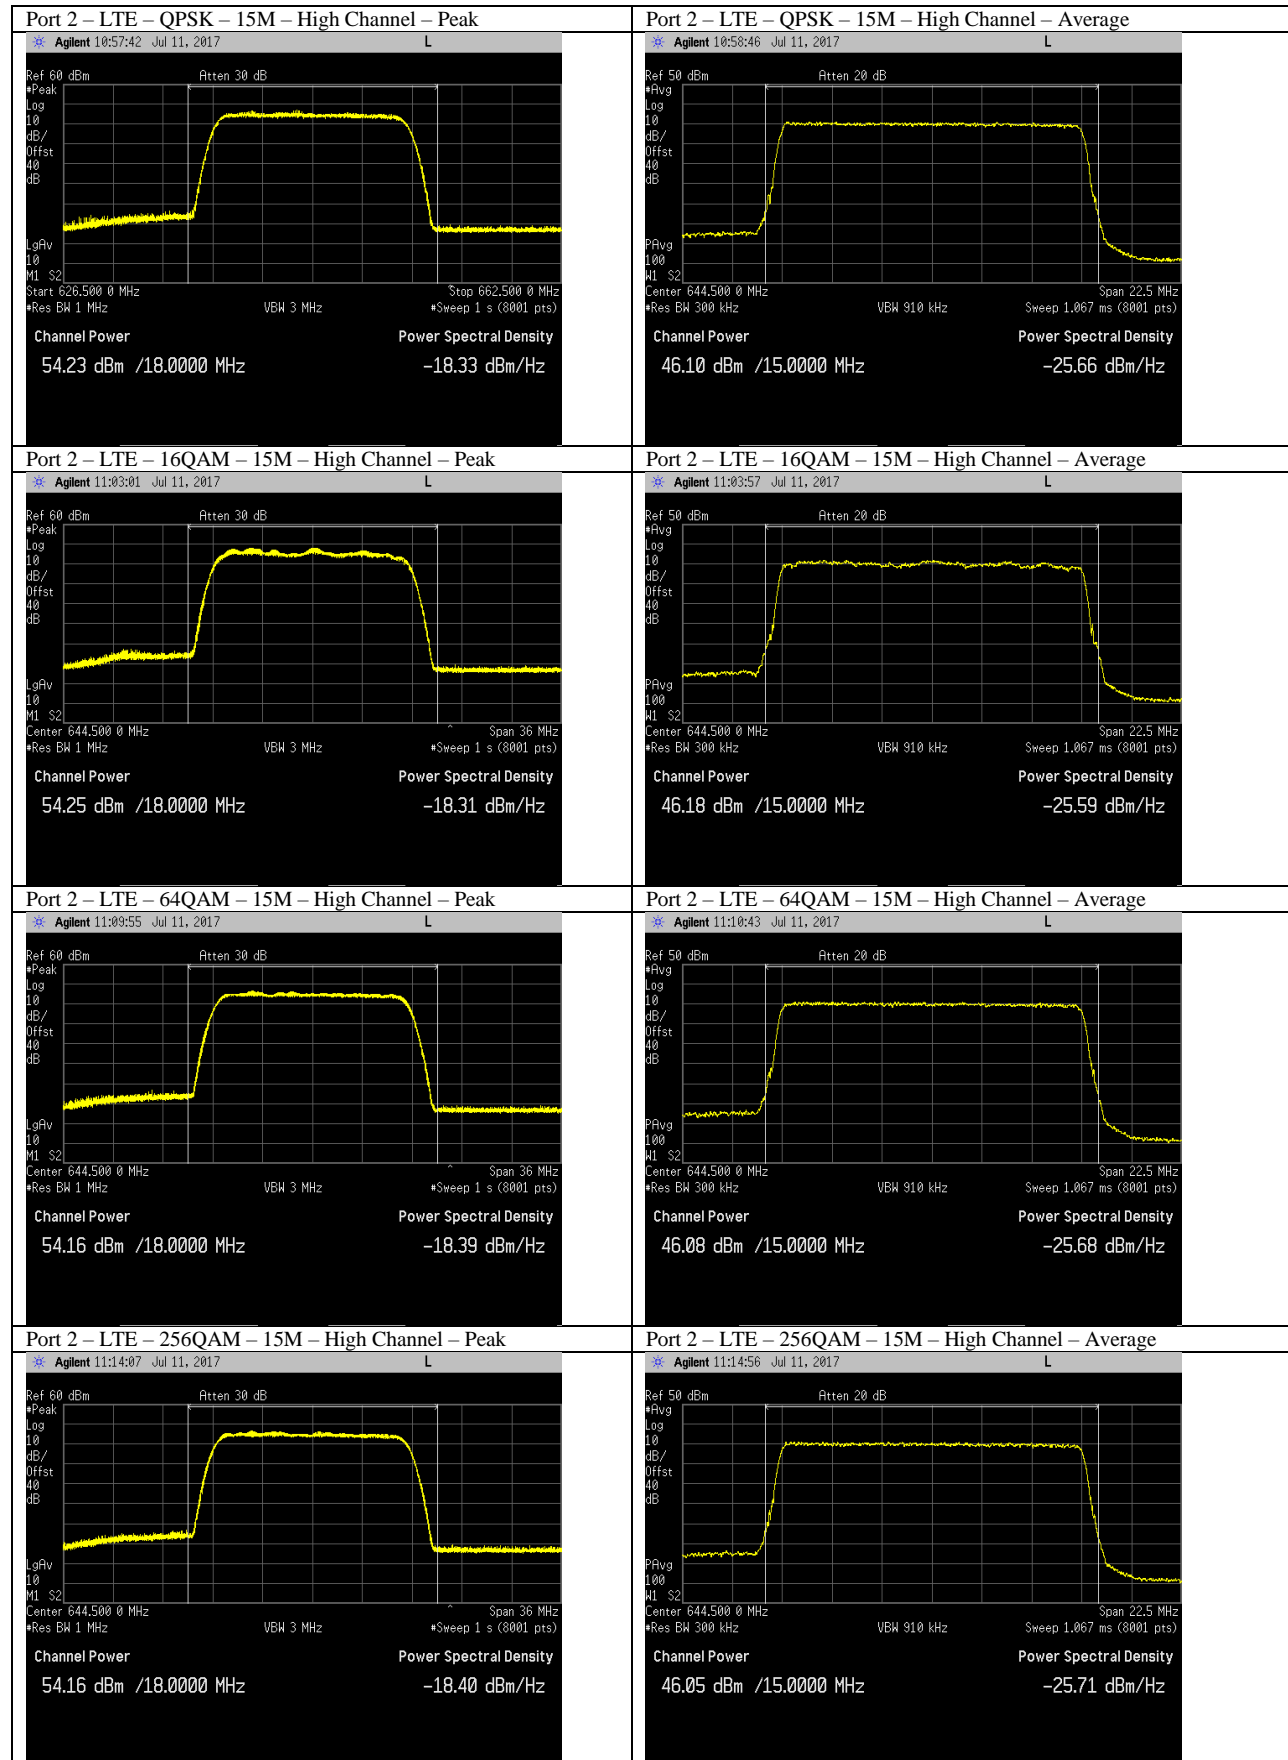 Port 2 – LTE – QPSK – 15M – High Channel – Peak
Agilent 10:57:42 Jul 11, 2017 L
Ref 60 dBm Atten 30 dB
#Peak
Log
10
dB/
Offst
40
dB
LgAv
10
M1 S2
Start 626.500 0 MHz Stop 662.500 0 MHz
#Res BW 1 MHz VBW 3 MHz #Sweep 1 s (8001 pts)
Channel Power Power Spectral Density
54.23 dBm /18.0000 MHz -18.33 dBm/Hz
Port 2 – LTE – QPSK – 15M – High Channel – Average
Agilent 10:58:46 Jul 11, 2017 L
Ref 50 dBm Atten 20 dB
#Avg
Log
10
dB/
Offst
40
dB
PAvg
100
W1 S2
Center 644.500 0 MHz Span 22.5 MHz
#Res BW 300 kHz VBW 910 kHz Sweep 1.067 ms (8001 pts)
Channel Power Power Spectral Density
46.10 dBm /15.0000 MHz -25.66 dBm/Hz
Port 2 – LTE – 16QAM – 15M – High Channel – Peak
Agilent 11:03:01 Jul 11, 2017 L
Ref 60 dBm Atten 30 dB
#Peak
Log
10
dB/
Offst
40
dB
LgAv
10
M1 S2
Center 644.500 0 MHz Span 36 MHz
#Res BW 1 MHz VBW 3 MHz #Sweep 1 s (8001 pts)
Channel Power Power Spectral Density
54.25 dBm /18.0000 MHz -18.31 dBm/Hz
Port 2 – LTE – 16QAM – 15M – High Channel – Average
Agilent 11:03:57 Jul 11, 2017 L
Ref 50 dBm Atten 20 dB
#Avg
Log
10
dB/
Offst
40
dB
PAvg
100
W1 S2
Center 644.500 0 MHz Span 22.5 MHz
#Res BW 300 kHz VBW 910 kHz Sweep 1.067 ms (8001 pts)
Channel Power Power Spectral Density
46.18 dBm /15.0000 MHz -25.59 dBm/Hz
Port 2 – LTE – 64QAM – 15M – High Channel – Peak
Agilent 11:09:55 Jul 11, 2017 L
Ref 60 dBm Atten 30 dB
#Peak
Log
10
dB/
Offst
40
dB
LgAv
10
M1 S2
Center 644.500 0 MHz Span 36 MHz
#Res BW 1 MHz VBW 3 MHz #Sweep 1 s (8001 pts)
Channel Power Power Spectral Density
54.16 dBm /18.0000 MHz -18.39 dBm/Hz
Port 2 – LTE – 64QAM – 15M – High Channel – Average
Agilent 11:10:43 Jul 11, 2017 L
Ref 50 dBm Atten 20 dB
#Avg
Log
10
dB/
Offst
40
dB
PAvg
100
W1 S2
Center 644.500 0 MHz Span 22.5 MHz
#Res BW 300 kHz VBW 910 kHz Sweep 1.067 ms (8001 pts)
Channel Power Power Spectral Density
46.08 dBm /15.0000 MHz -25.68 dBm/Hz
Port 2 – LTE – 256QAM – 15M – High Channel – Peak
Agilent 11:14:07 Jul 11, 2017 L
Ref 60 dBm Atten 30 dB
#Peak
Log
10
dB/
Offst
40
dB
LgAv
10
M1 S2
Center 644.500 0 MHz Span 36 MHz
#Res BW 1 MHz VBW 3 MHz #Sweep 1 s (8001 pts)
Channel Power Power Spectral Density
54.16 dBm /18.0000 MHz -18.40 dBm/Hz
Port 2 – LTE – 256QAM – 15M – High Channel – Average
Agilent 11:14:56 Jul 11, 2017 L
Ref 50 dBm Atten 20 dB
#Avg
Log
10
dB/
Offst
40
dB
PAvg
100
W1 S2
Center 644.500 0 MHz Span 22.5 MHz
#Res BW 300 kHz VBW 910 kHz Sweep 1.067 ms (8001 pts)
Channel Power Power Spectral Density
46.05 dBm /15.0000 MHz -25.71 dBm/Hz